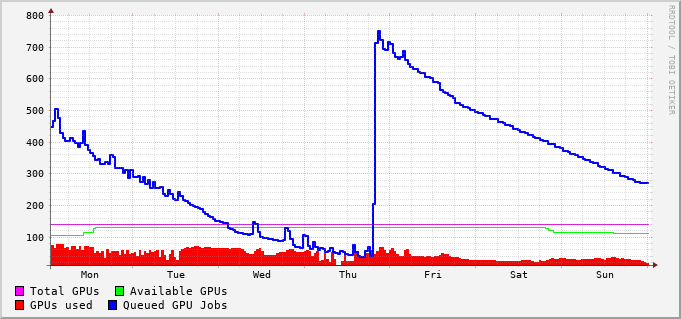 800
700
600
500
400
300
200
100
Mon Tue Wed Thu Fri Sat Sun
Total GPUs Available GPUs
GPUs used Queued GPU Jobs
RRDTOOL / TOBI OETIKER